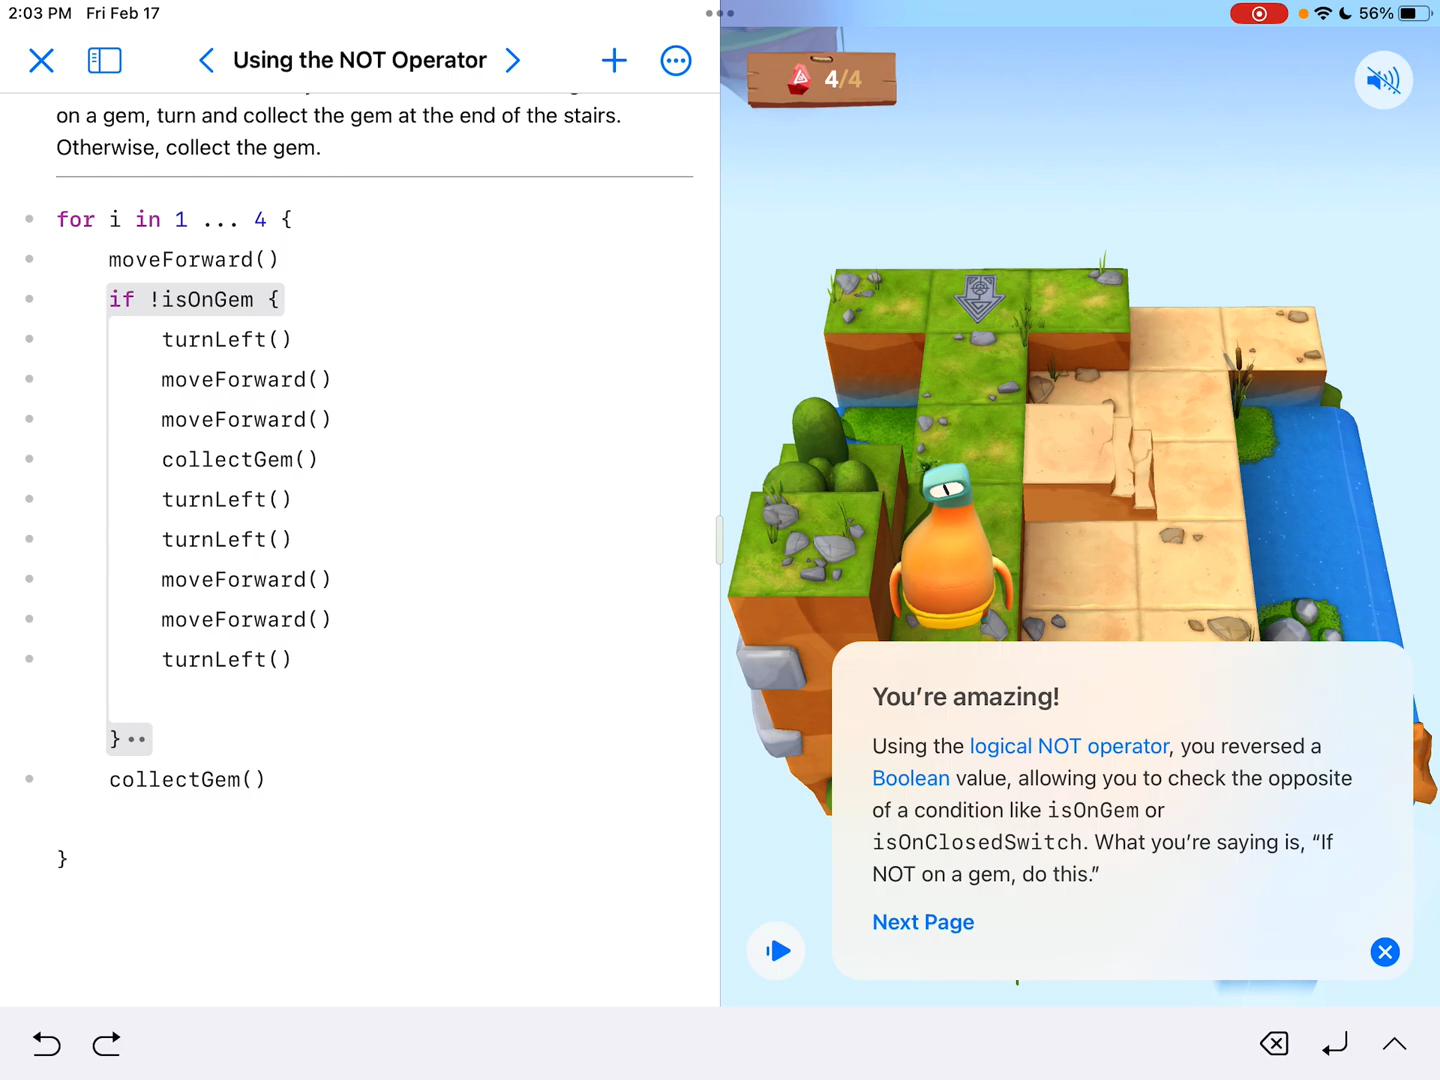 2:03 PM Fri Feb 17
56%
Using the NOT Operator
on a gem, turn and collect the gem at the end of the stairs.
Otherwise, collect the gem.
for i in 1 ... 4 {
moveForward()
if !isOnGem {
turnLeft()
moveForward()
moveForward()
collectGem()
turnLeft()
turnLeft()
moveForward()
moveForward()
turnLeft()
}
collectGem()
}
4/4
You’re amazing!
Using the logical NOT operator, you reversed a
Boolean value, allowing you to check the opposite
of a condition like isOnGem or
isOnClosedSwitch. What you’re saying is, “If
NOT on a gem, do this.”
Next Page